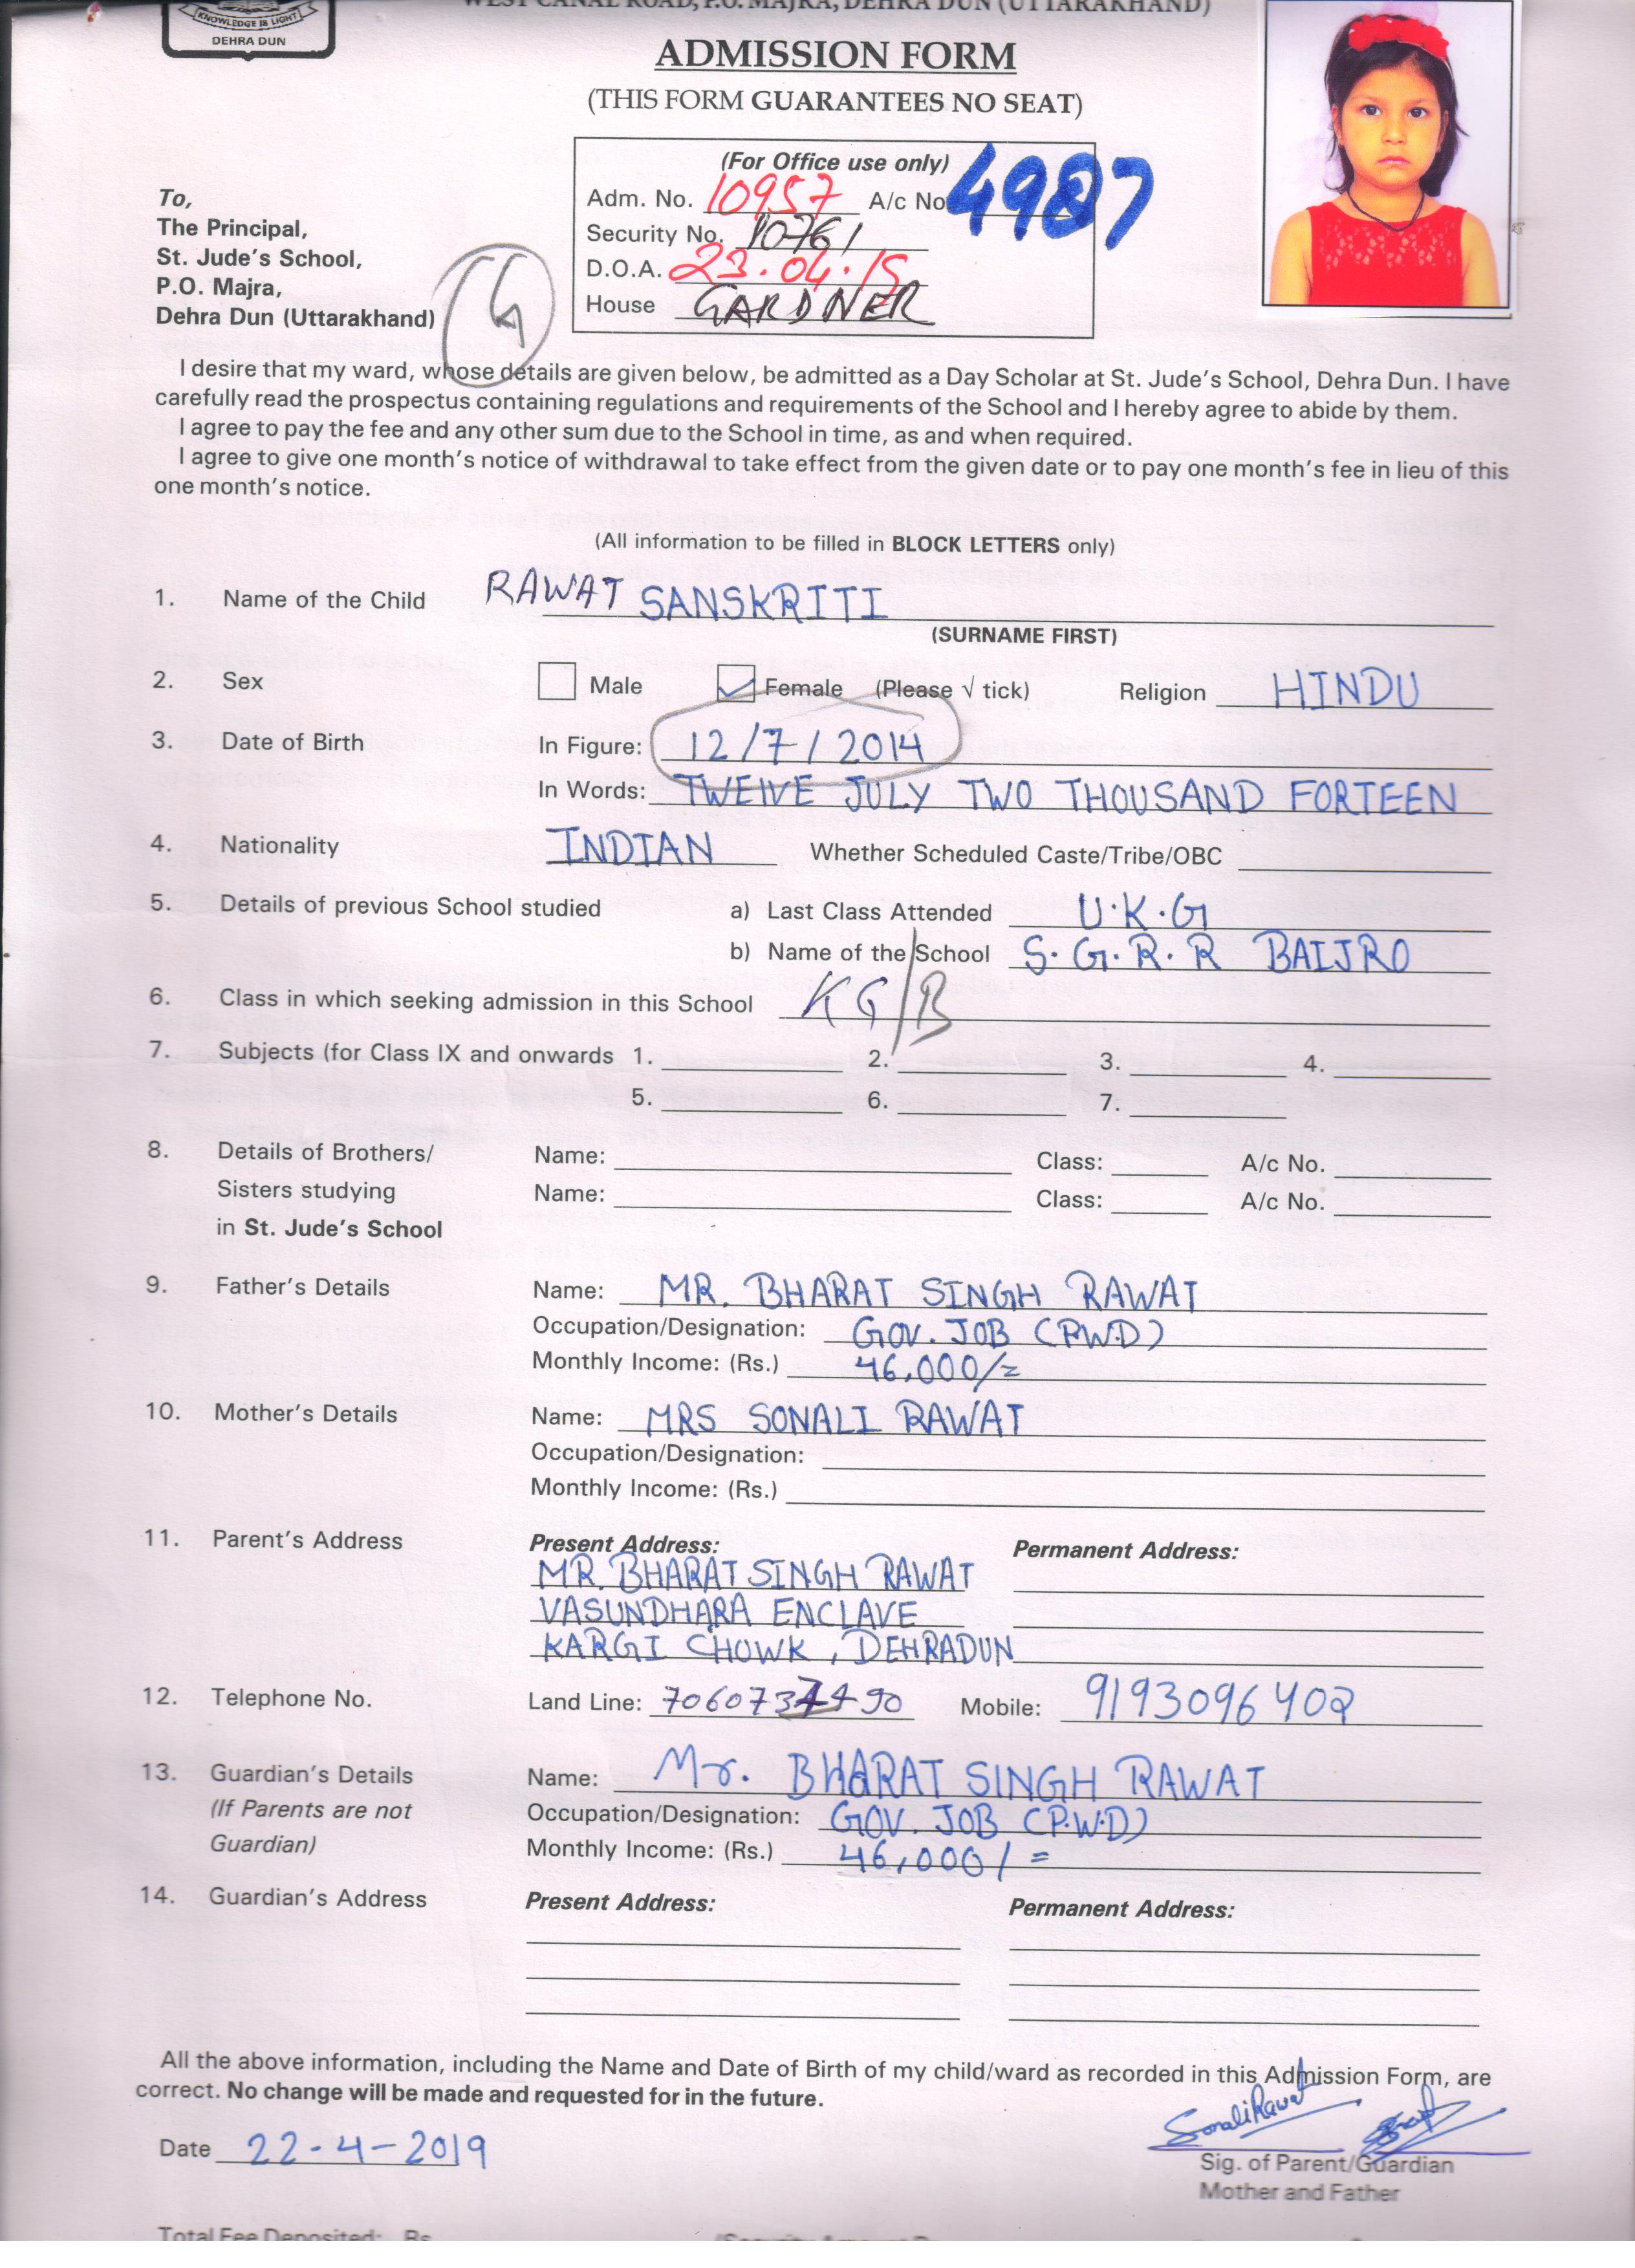 WEST CANAL ROAD, P.O. MAJRA, DEHRA DUN (UTTARAKHAND)
KNOWLEDGE IS LIGHT
DEHRA DUN
ADMISSION FORM
(THIS FORM GUARANTEES NO SEAT)
(For Office use only)
Adm. No. 10957 A/c No 4987
Security No. 10761
D.O.A. 23.04.19
House GARDNER
To,
The Principal,
St. Jude's School,
P.O. Majra,
Dehra Dun (Uttarakhand)
G
I desire that my ward, whose details are given below, be admitted as a Day Scholar at St. Jude's School, Dehra Dun. I have
carefully read the prospectus containing regulations and requirements of the School and I hereby agree to abide by them.
I agree to pay the fee and any other sum due to the School in time, as and when required.
I agree to give one month's notice of withdrawal to take effect from the given date or to pay one month's fee in lieu of this
one month's notice.
(All information to be filled in BLOCK LETTERS only)
1. Name of the Child RAWAT SANSKRITI
(SURNAME FIRST)
2. Sex Male Female (Please √ tick) Religion HINDU
3. Date of Birth In Figure: 12/7/2014
In Words: TWELVE JULY TWO THOUSAND FORTEEN
4. Nationality INDIAN Whether Scheduled Caste/Tribe/OBC
5. Details of previous School studied a) Last Class Attended U.K.G
b) Name of the School S.G.R.R BAIJRO
6. Class in which seeking admission in this School KG/B
7. Subjects (for Class IX and onwards 1. 2. 3. 4.
5. 6. 7.
8. Details of Brothers/ Name: Class: A/c No.
Sisters studying Name: Class: A/c No.
in St. Jude's School
9. Father's Details Name: MR. BHARAT SINGH RAWAT
Occupation/Designation: GOV. JOB (P.W.D)
Monthly Income: (Rs.) 46,000/=
10. Mother's Details Name: MRS SONALI RAWAT
Occupation/Designation:
Monthly Income: (Rs.)
11. Parent's Address Present Address: Permanent Address:
MR. BHARAT SINGH RAWAT
VASUNDHARA ENCLAVE
KARGI CHOWK, DEHRADUN
12. Telephone No. Land Line: Mobile: 9193096402
13. Guardian's Details Name: Mr. BHARAT SINGH RAWAT
(If Parents are not Occupation/Designation: GOV. JOB (P.W.D)
Guardian) Monthly Income: (Rs.) 46,000/=
14. Guardian's Address Present Address: Permanent Address:
All the above information, including the Name and Date of Birth of my child/ward as recorded in this Admission Form, are
correct. No change will be made and requested for in the future.
Sonali Rawat
Date 22-4-2019
Sig. of Parent/Guardian
Mother and Father
Total Fee Deposited: Rs